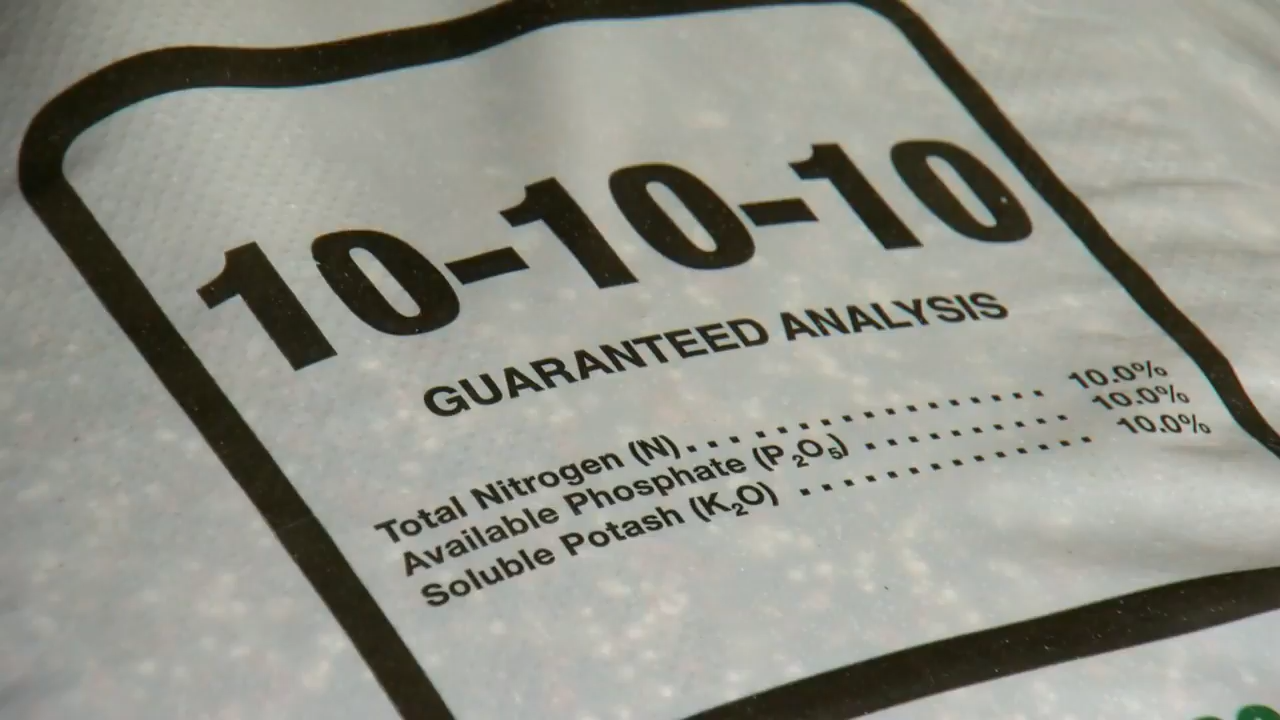 10-10-10
GUARANTEED ANALYSIS
Total Nitrogen (N)..................... 10.0%
Available Phosphate (P₂O₅) ............ 10.0%
Soluble Potash (K₂O) ................ 10.0%